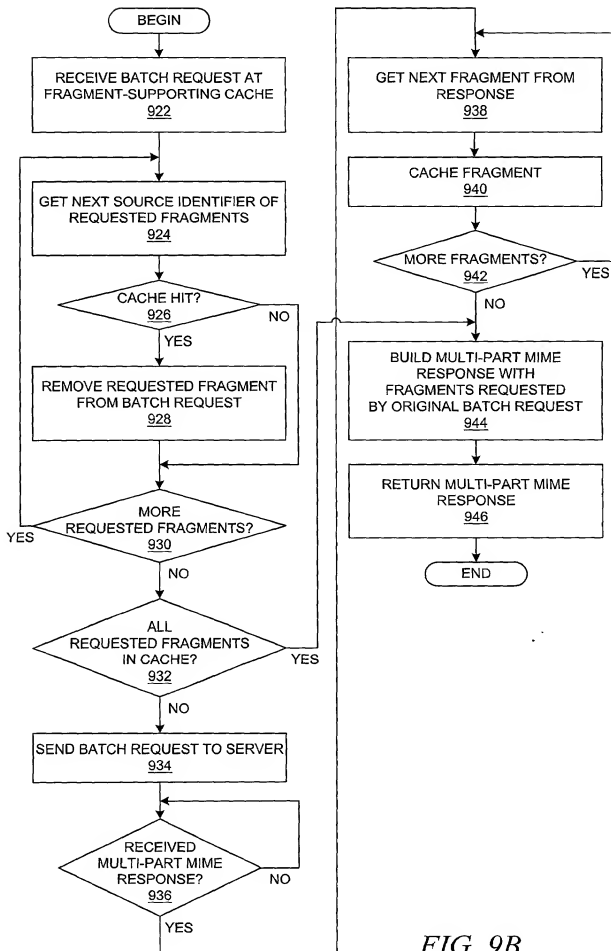 BEGIN
RECEIVE BATCH REQUEST AT
FRAGMENT-SUPPORTING CACHE
922
GET NEXT SOURCE IDENTIFIER OF
REQUESTED FRAGMENTS
924
CACHE HIT?
926
NO
YES
REMOVE REQUESTED FRAGMENT
FROM BATCH REQUEST
928
MORE
REQUESTED FRAGMENTS?
930
YES
NO
ALL
REQUESTED FRAGMENTS
IN CACHE?
932
YES
NO
SEND BATCH REQUEST TO SERVER
934
RECEIVED
MULTI-PART MIME
RESPONSE?
936
NO
YES
GET NEXT FRAGMENT FROM
RESPONSE
938
CACHE FRAGMENT
940
MORE FRAGMENTS?
942
YES
NO
BUILD MULTI-PART MIME
RESPONSE WITH
FRAGMENTS REQUESTED
BY ORIGINAL BATCH REQUEST
944
RETURN MULTI-PART MIME
RESPONSE
946
END
FIG. 9B